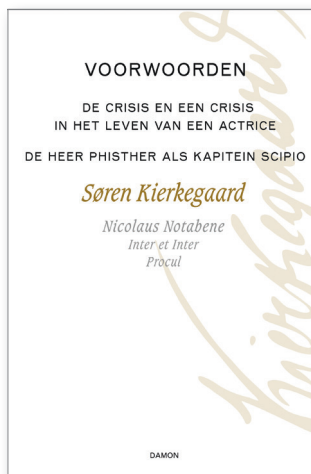 VOORWOORDEN
DE CRISIS EN EEN CRISIS
IN HET LEVEN VAN EEN ACTRICE
DE HEER PHISTHER ALS KAPITEIN SCIPIO
Søren Kierkegaard
Nicolaus Notabene
Inter et Inter
Procul
Kierkegaard
DAMON